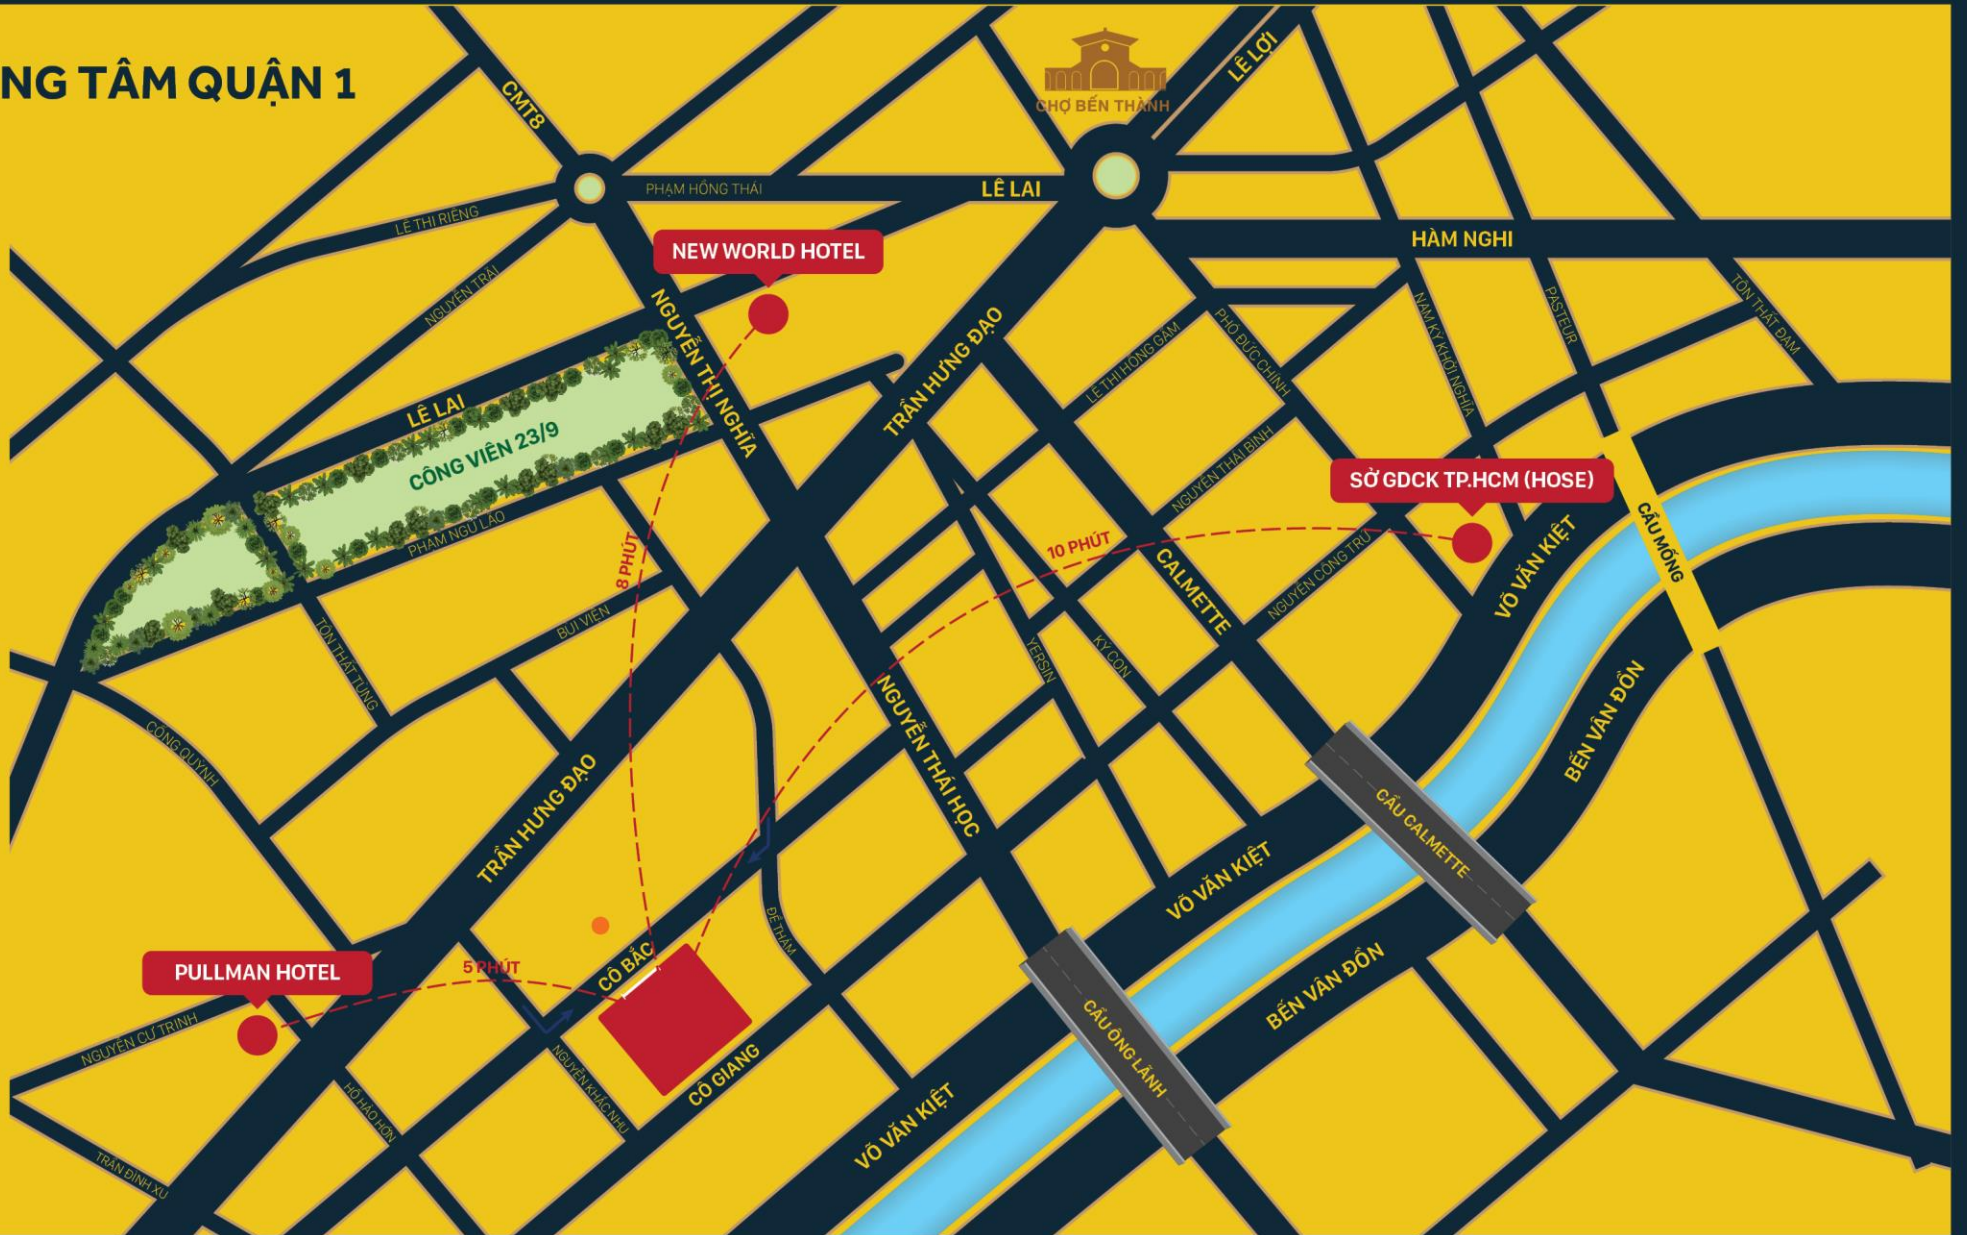 NG TÂM QUẬN 1
CMT8
LÊ LỢI
CHỢ BẾN THÀNH
PHẠM HỒNG THÁI
LÊ LAI
LÊ THỊ RIÊNG
HÀM NGHI
NEW WORLD HOTEL
NGUYỄN TRÃI
NGUYỄN THỊ NGHĨA
TRẦN HƯNG ĐẠO
LÊ THỊ HỒNG GẤM
PHÓ ĐỨC CHÍNH
NAM KỲ KHỞI NGHĨA
PASTEUR
TÔN THẤT ĐẠM
LÊ LAI
CÔNG VIÊN 23/9
PHẠM NGŨ LÃO
NGUYỄN THÁI BÌNH
SỞ GDCK TP.HCM (HOSE)
CẦU MỐNG
8 PHÚT
10 PHÚT
CALMETTE
NGUYỄN CÔNG TRỨ
VÕ VĂN KIỆT
BÙI VIỆN
TÔN THẤT TÙNG
YERSIN
KÝ CON
CỐNG QUỲNH
NGUYỄN THÁI HỌC
BẾN VÂN ĐỒN
TRẦN HƯNG ĐẠO
CẦU CALMETTE
VÕ VĂN KIỆT
ĐỀ THÁM
CÔ BẮC
PULLMAN HOTEL
5 PHÚT
BẾN VÂN ĐỒN
NGUYỄN CƯ TRINH
CẦU ÔNG LÃNH
CÔ GIANG
NGUYỄN KHẮC NHU
HỒ HẢO HỚN
VÕ VĂN KIỆT
TRẦN ĐÌNH XU